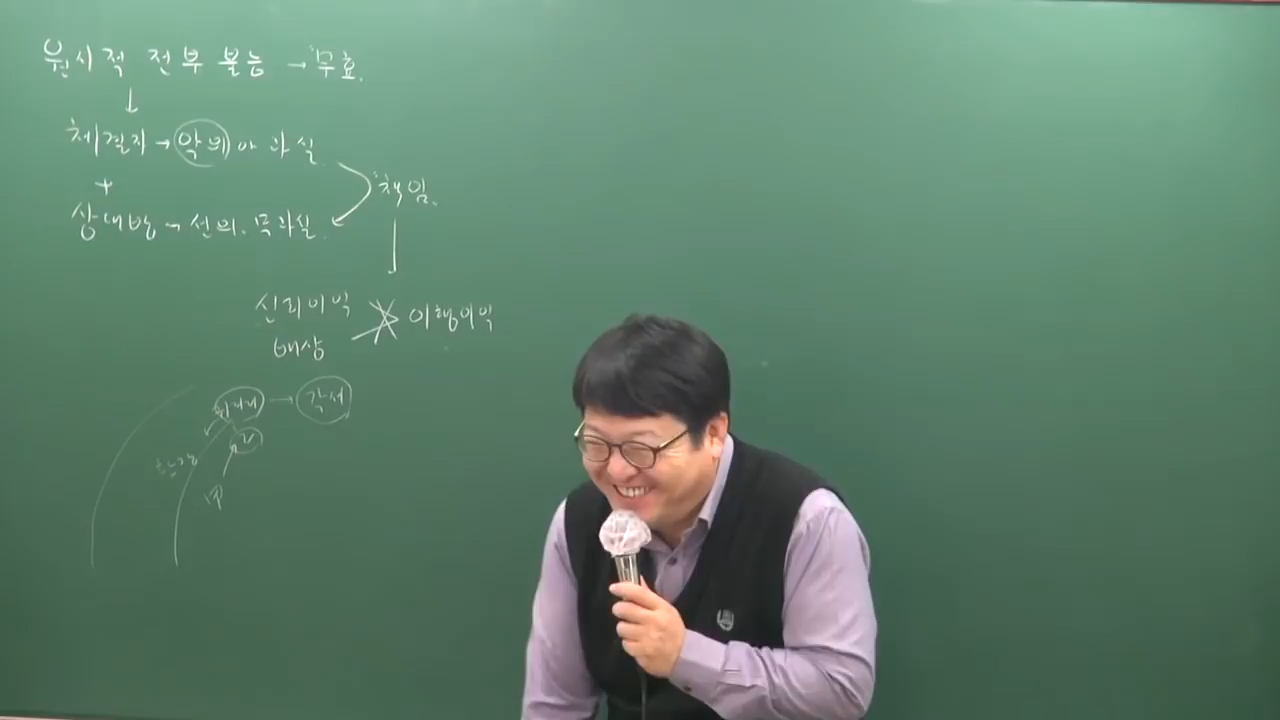 원시적 전부 불능 → 무효.
체결자 → 악의 or 과실
+
책임.
상대방 → 선의. 무과실.
신뢰이익
이행이익
배상
각서